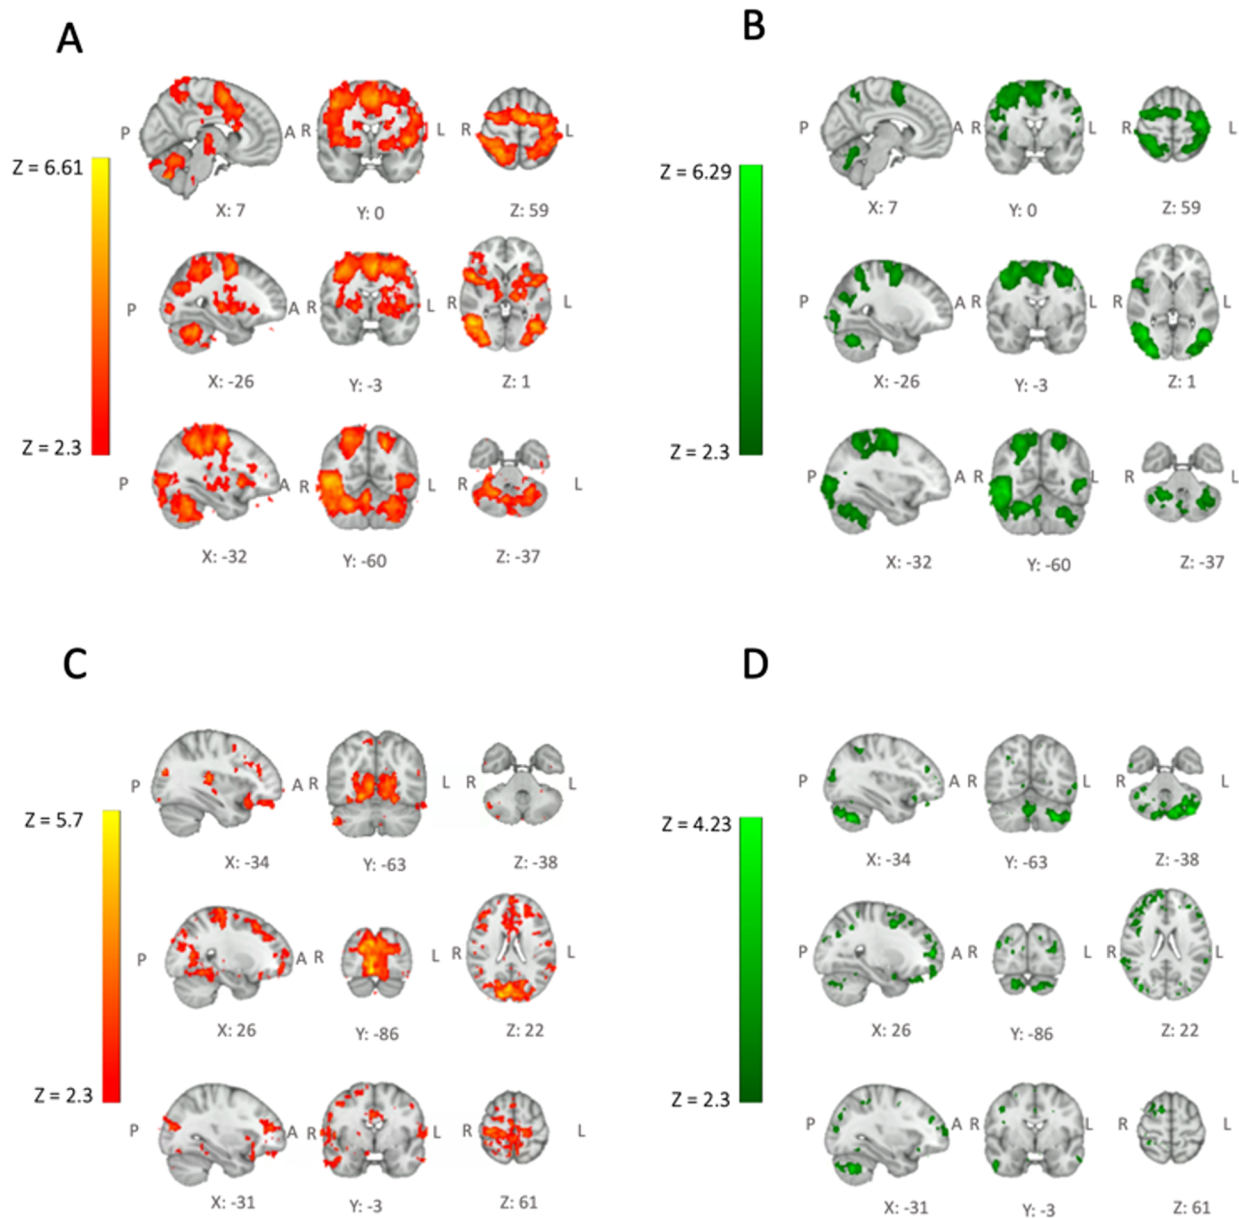 A
P A R L R L
Z = 6.61
X: 7 Y: 0 Z: 59
P A R L R L
X: -26 Y: -3 Z: 1
Z = 2.3
P A R L R L
X: -32 Y: -60 Z: -37
B
P A R L R L
Z = 6.29
X: 7 Y: 0 Z: 59
P A R L R L
X: -26 Y: -3 Z: 1
Z = 2.3
P A R L R L
X: -32 Y: -60 Z: -37
C
P A R L R L
Z = 5.7
X: -34 Y: -63 Z: -38
P A R L R L
X: 26 Y: -86 Z: 22
Z = 2.3
P A R L R L
X: -31 Y: -3 Z: 61
D
P A R L R L
Z = 4.23
X: -34 Y: -63 Z: -38
P A R L R L
X: 26 Y: -86 Z: 22
Z = 2.3
P A R L R L
X: -31 Y: -3 Z: 61